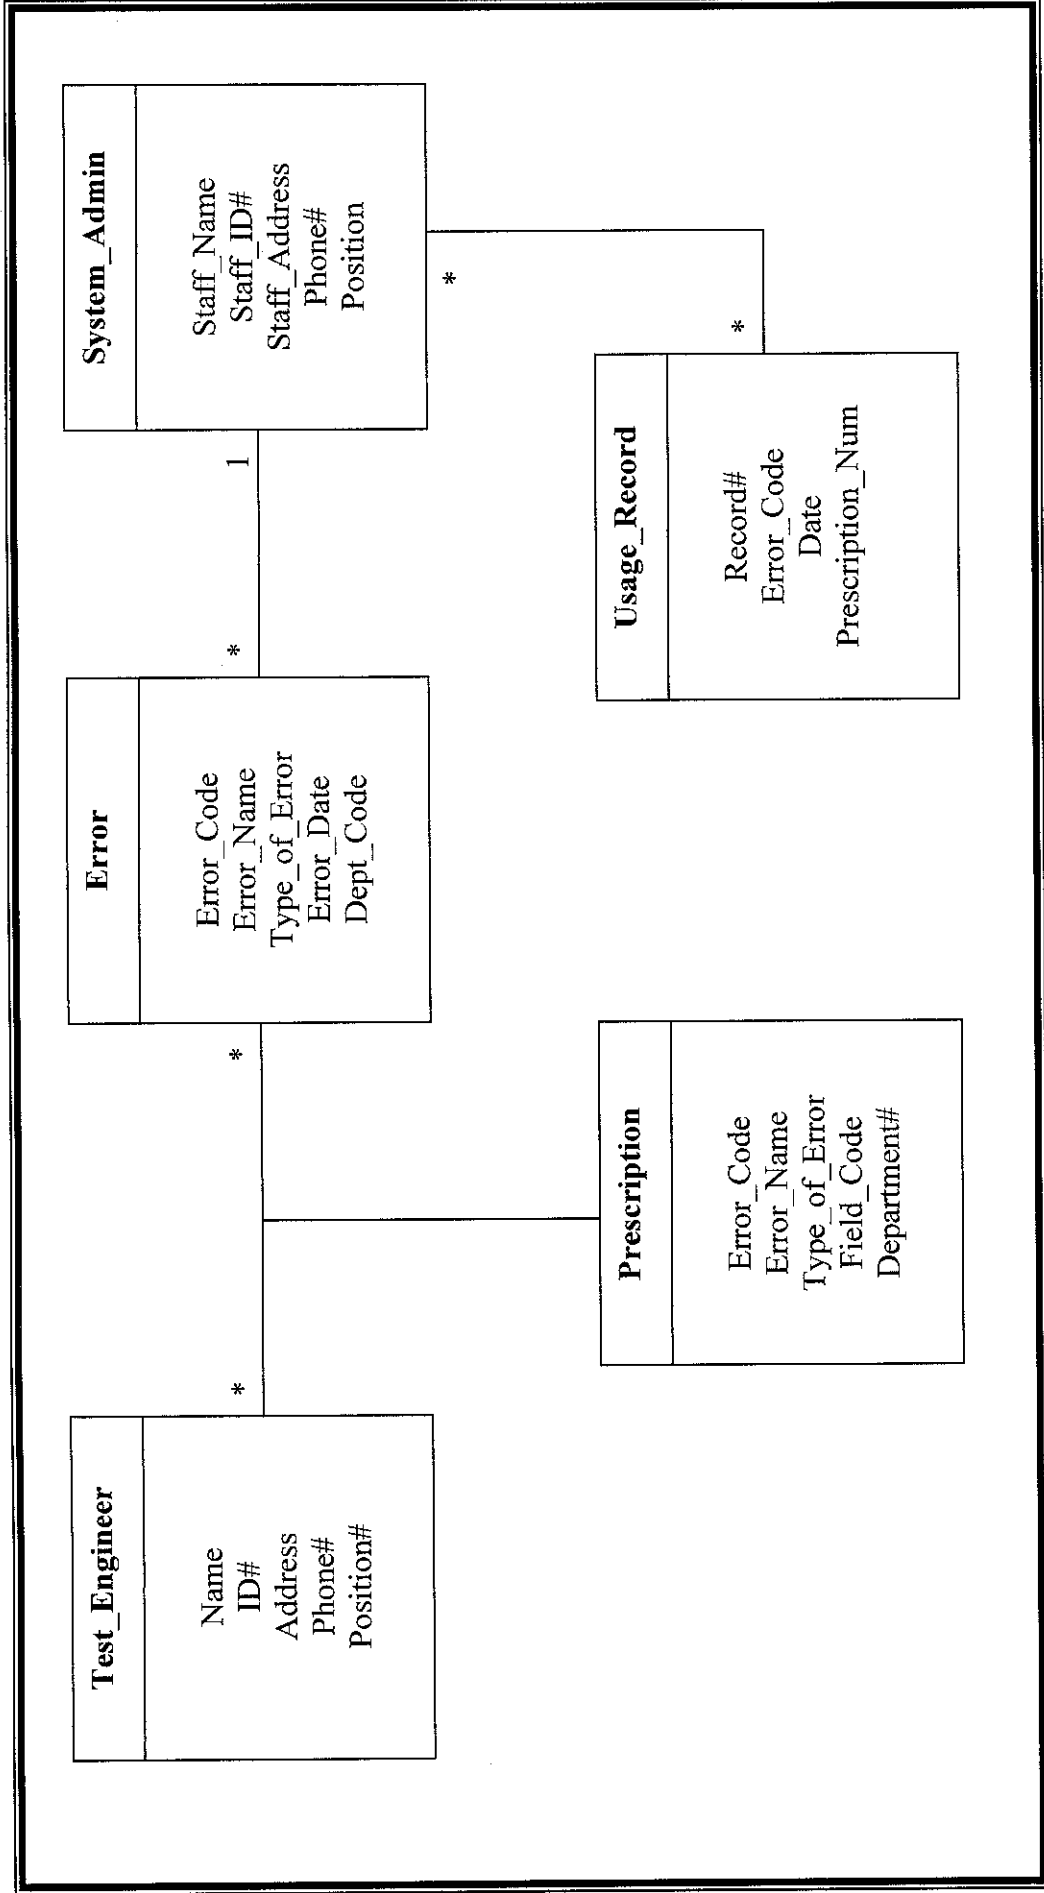 Test_Engineer
Name
ID#
Address
Phone#
Position#
*
*
Error
Error_Code
Error_Name
Type_of_Error
Error_Date
Dept_Code
*
1
System_Admin
Staff_Name
Staff_ID#
Staff_Address
Phone#
Position
*
*
Prescription
Error_Code
Error_Name
Type_of_Error
Field_Code
Department#
Usage_Record
Record#
Error_Code
Date
Prescription_Num